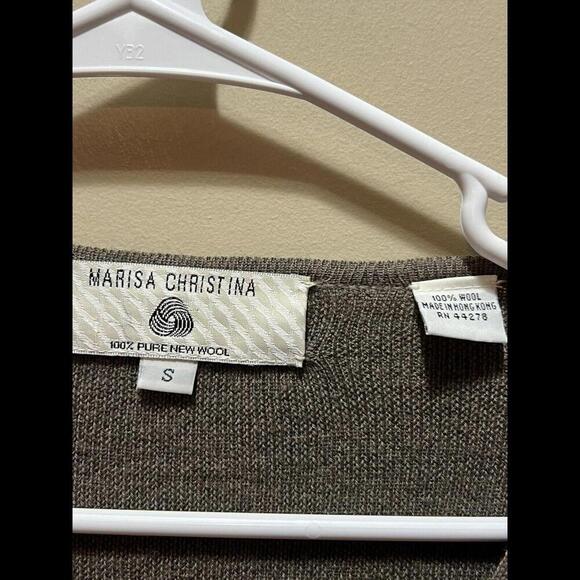 YB2
MARISA CHRISTINA
100% PURE NEW WOOL
S
100% WOOL
MADE IN HONG KONG
RN 44278